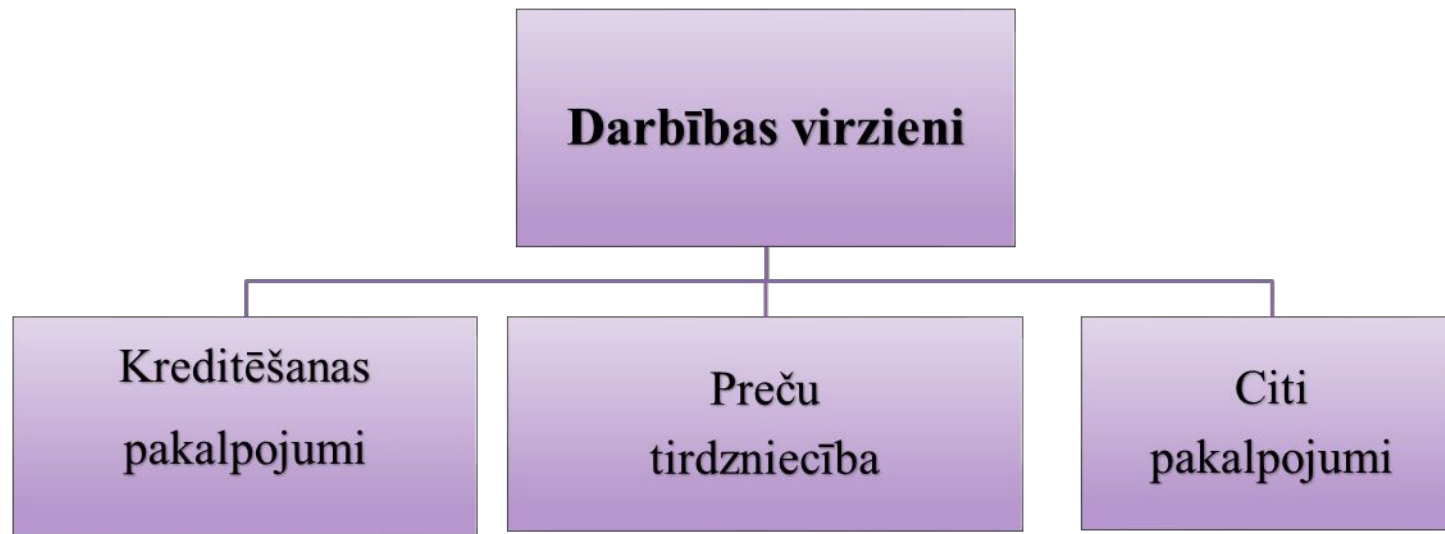 Darbības virzieni
Kreditēšanas
pakalpojumi
Preču
tirdzniecība
Citi
pakalpojumi